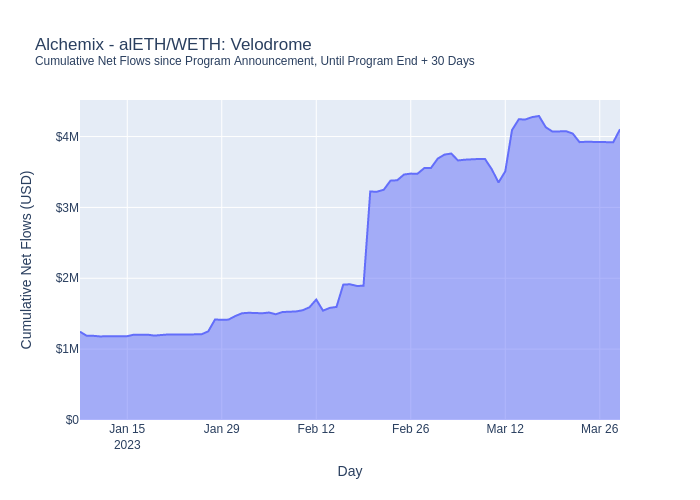 Alchemix - alETH/WETH: Velodrome
Cumulative Net Flows since Program Announcement, Until Program End + 30 Days
Cumulative Net Flows (USD)
$4M
$3M
$2M
$1M
$0
Jan 15
2023
Jan 29
Feb 12
Feb 26
Mar 12
Mar 26
Day